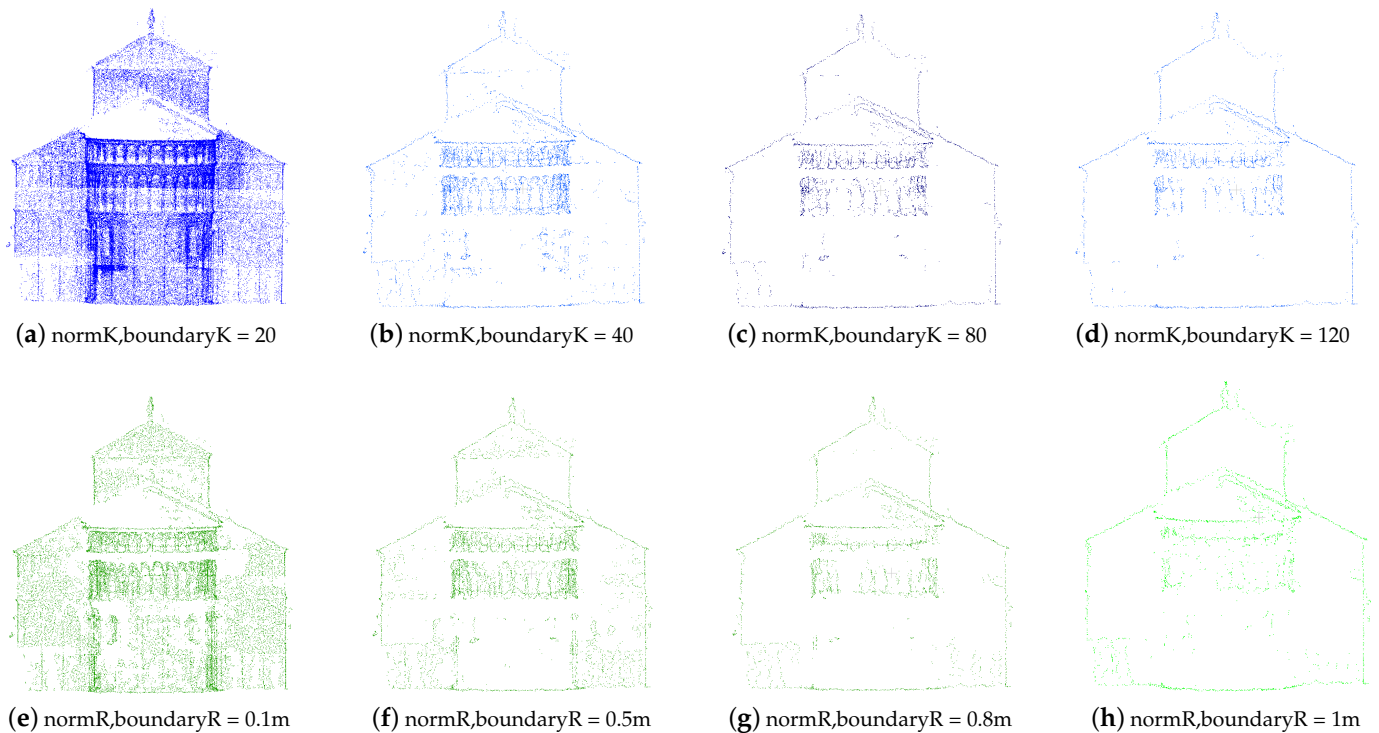 (a) normK,boundaryK = 20
(b) normK,boundaryK = 40
(c) normK,boundaryK = 80
(d) normK,boundaryK = 120
(e) normR,boundaryR = 0.1m
(f) normR,boundaryR = 0.5m
(g) normR,boundaryR = 0.8m
(h) normR,boundaryR = 1m